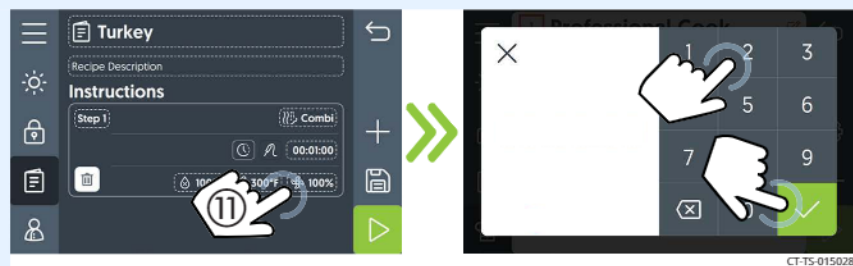 Turkey
Recipe Description
Instructions
Step 1
Combi
00:01:00
300°F
100%
11
Professional Cook
1 2 3
5 6
7 9
CT-TS-015028